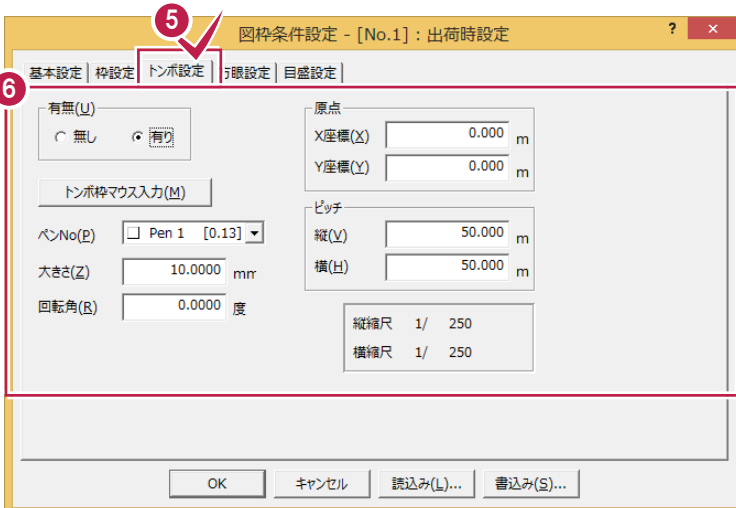 5
図枠条件設定 - [No.1] : 出荷時設定
? ×
基本設定 枠設定 トンボ設定 方眼設定 目盛設定
6
有無(U)
無し 有り
トンボ枠マウス入力(M)
ペンNo(P) Pen 1 [0.13]
大きさ(Z) 10.0000 mm
回転角(R) 0.0000 度
原点
X座標(X) 0.000 m
Y座標(Y) 0.000 m
ピッチ
縦(V) 50.000 m
横(H) 50.000 m
縦縮尺 1/ 250
横縮尺 1/ 250
OK キャンセル 読込み(L)... 書込み(S)...